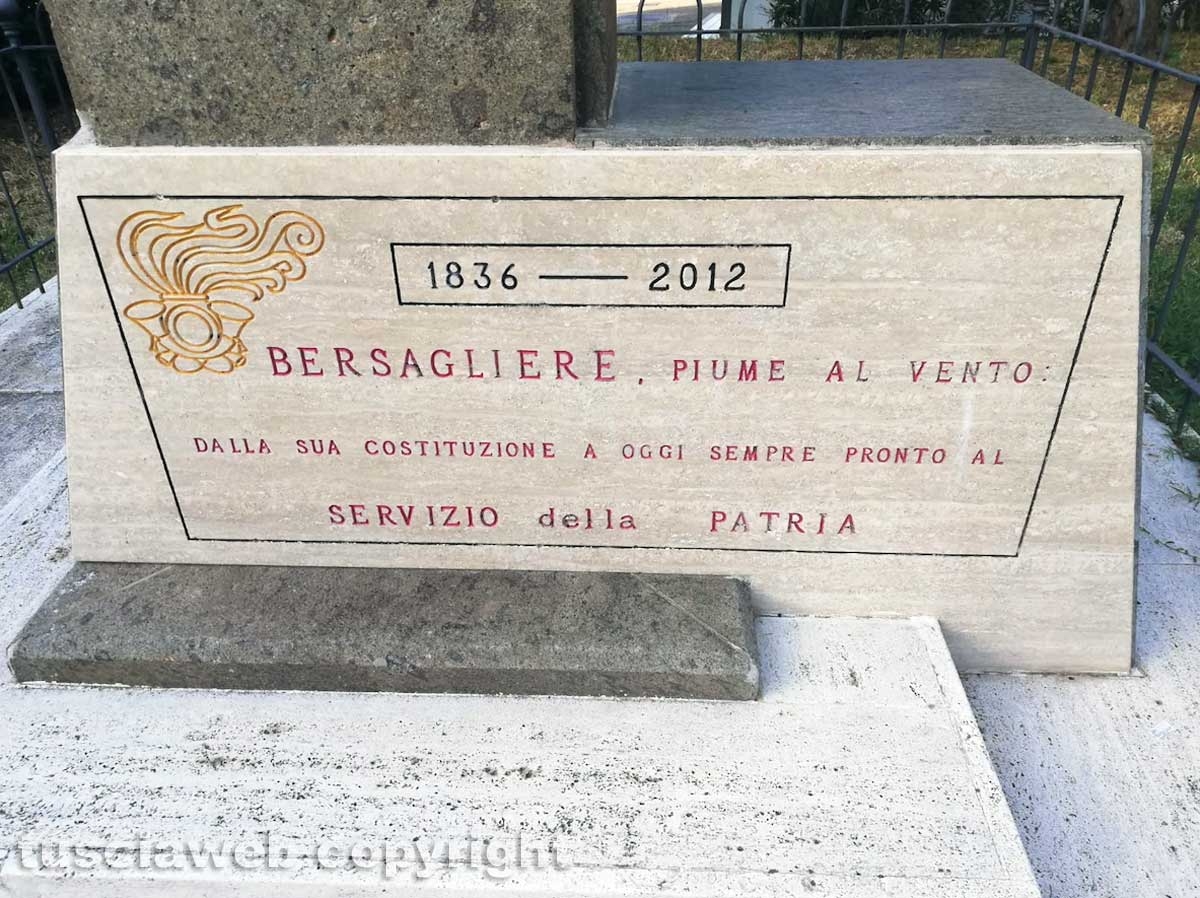 1836 — 2012
BERSAGLIERE, PIUME AL VENTO:
DALLA SUA COSTITUZIONE A OGGI SEMPRE PRONTO AL
SERVIZIO della PATRIA
tusciaweb copyright